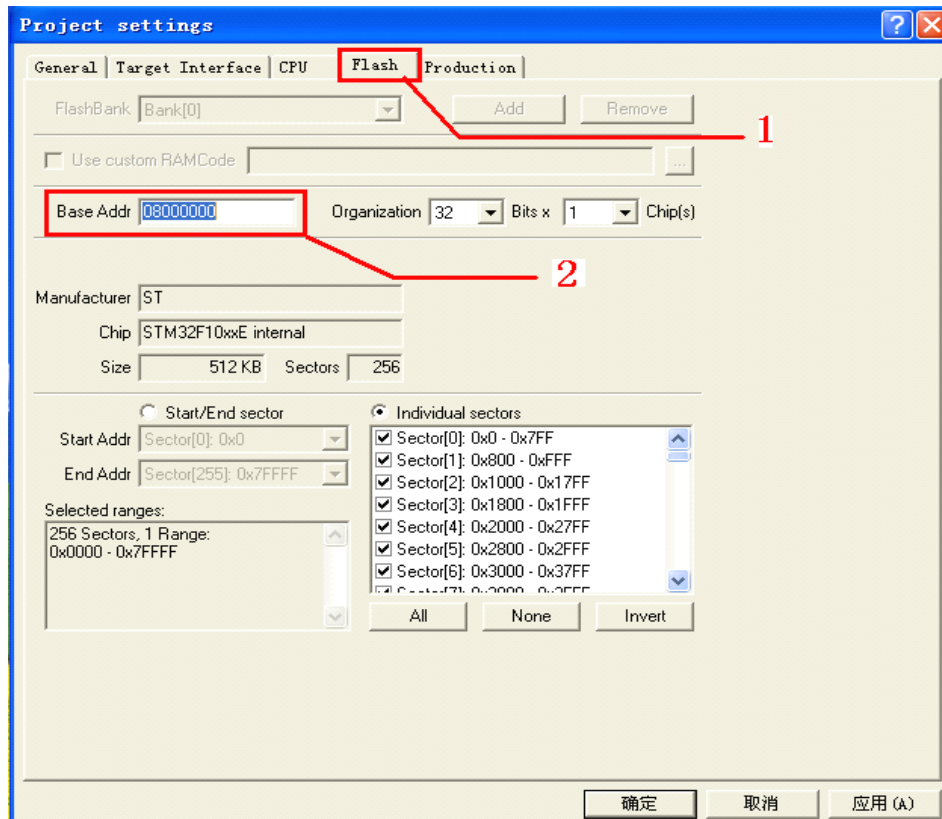 Project settings
General Target Interface CPU Flash Production
FlashBank Bank[0] Add Remove
1
Use custom RAMCode ...
Base Addr 08000000 Organization 32 Bits x 1 Chip(s)
2
Manufacturer ST
Chip STM32F10xxE internal
Size 512 KB Sectors 256
Start/End sector
Start Addr Sector[0]: 0x0
End Addr Sector[255]: 0x7FFFF
Selected ranges:
256 Sectors, 1 Range:
0x0000 - 0x7FFFF
Individual sectors
Sector[0]: 0x0 - 0x7FF
Sector[1]: 0x800 - 0xFFF
Sector[2]: 0x1000 - 0x17FF
Sector[3]: 0x1800 - 0x1FFF
Sector[4]: 0x2000 - 0x27FF
Sector[5]: 0x2800 - 0x2FFF
Sector[6]: 0x3000 - 0x37FF
All None Invert
确定 取消 应用(A)